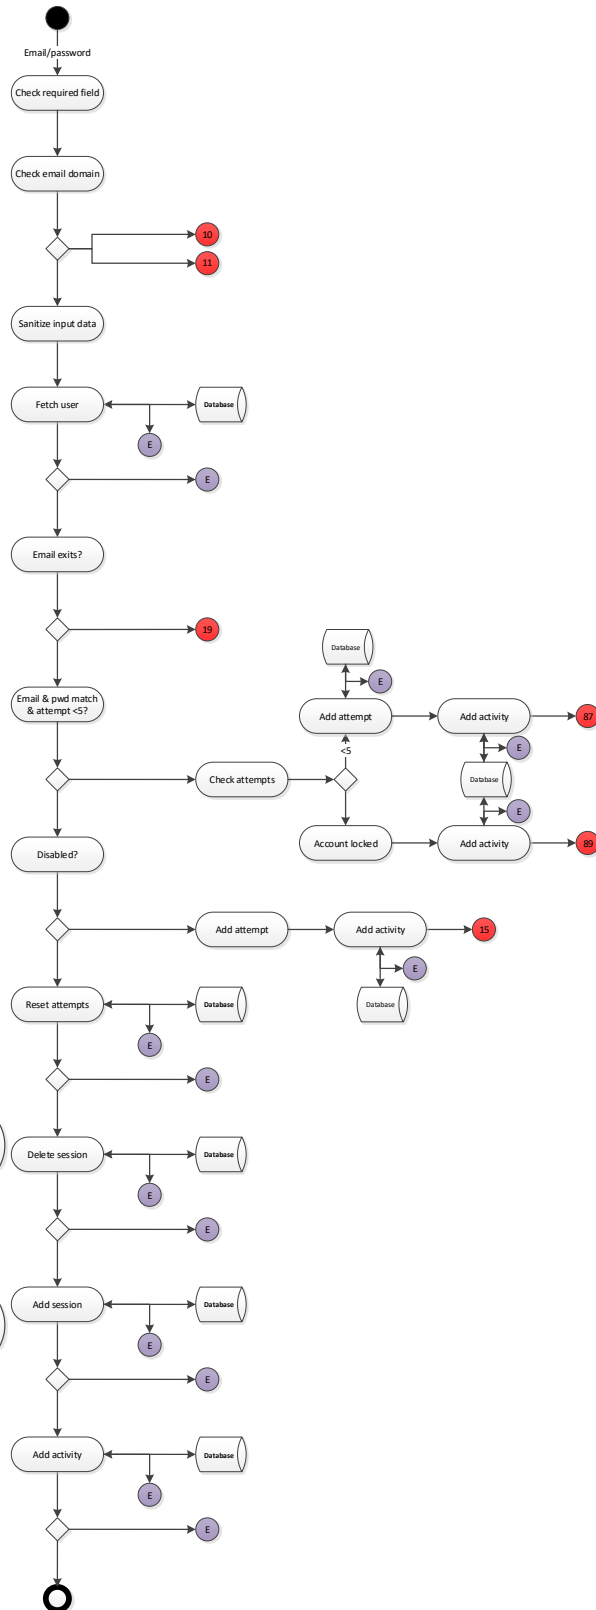 Email/password
Check required field
Check email domain
10
11
Sanitize input data
Fetch user
Database
E
E
Email exits?
19
Database
E
Email & pwd match
& attempt <5?
Add attempt
Add activity
87
<5
E
Check attempts
Database
E
Disabled?
Account locked
Add activity
89
Add attempt
Add activity
15
E
Reset attempts
Database
Database
E
E
Delete session
Database
E
E
Add session
Database
E
E
Add activity
Database
E
E